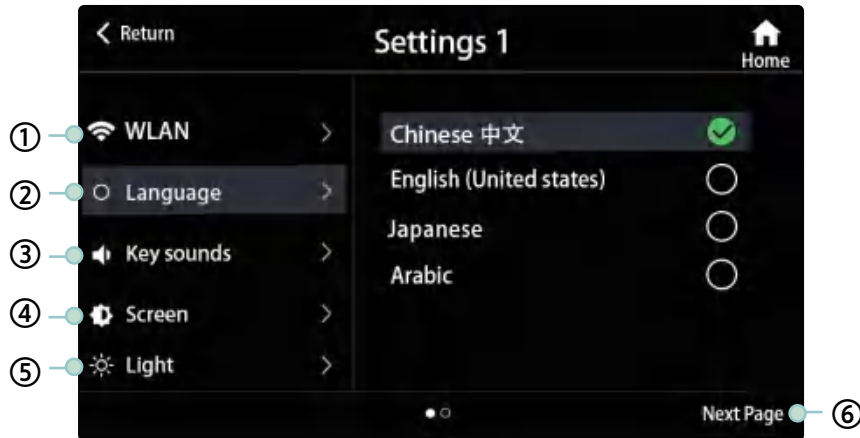 Return
Settings 1
Home
① WLAN
② Language
③ Key sounds
④ Screen
⑤ Light
Chinese 中文
English (United states)
Japanese
Arabic
Next Page ⑥